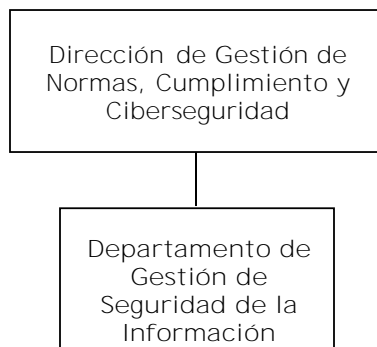 Dirección de Gestión de
Normas, Cumplimiento y
Ciberseguridad
Departamento de
Gestión de
Seguridad de la
Información